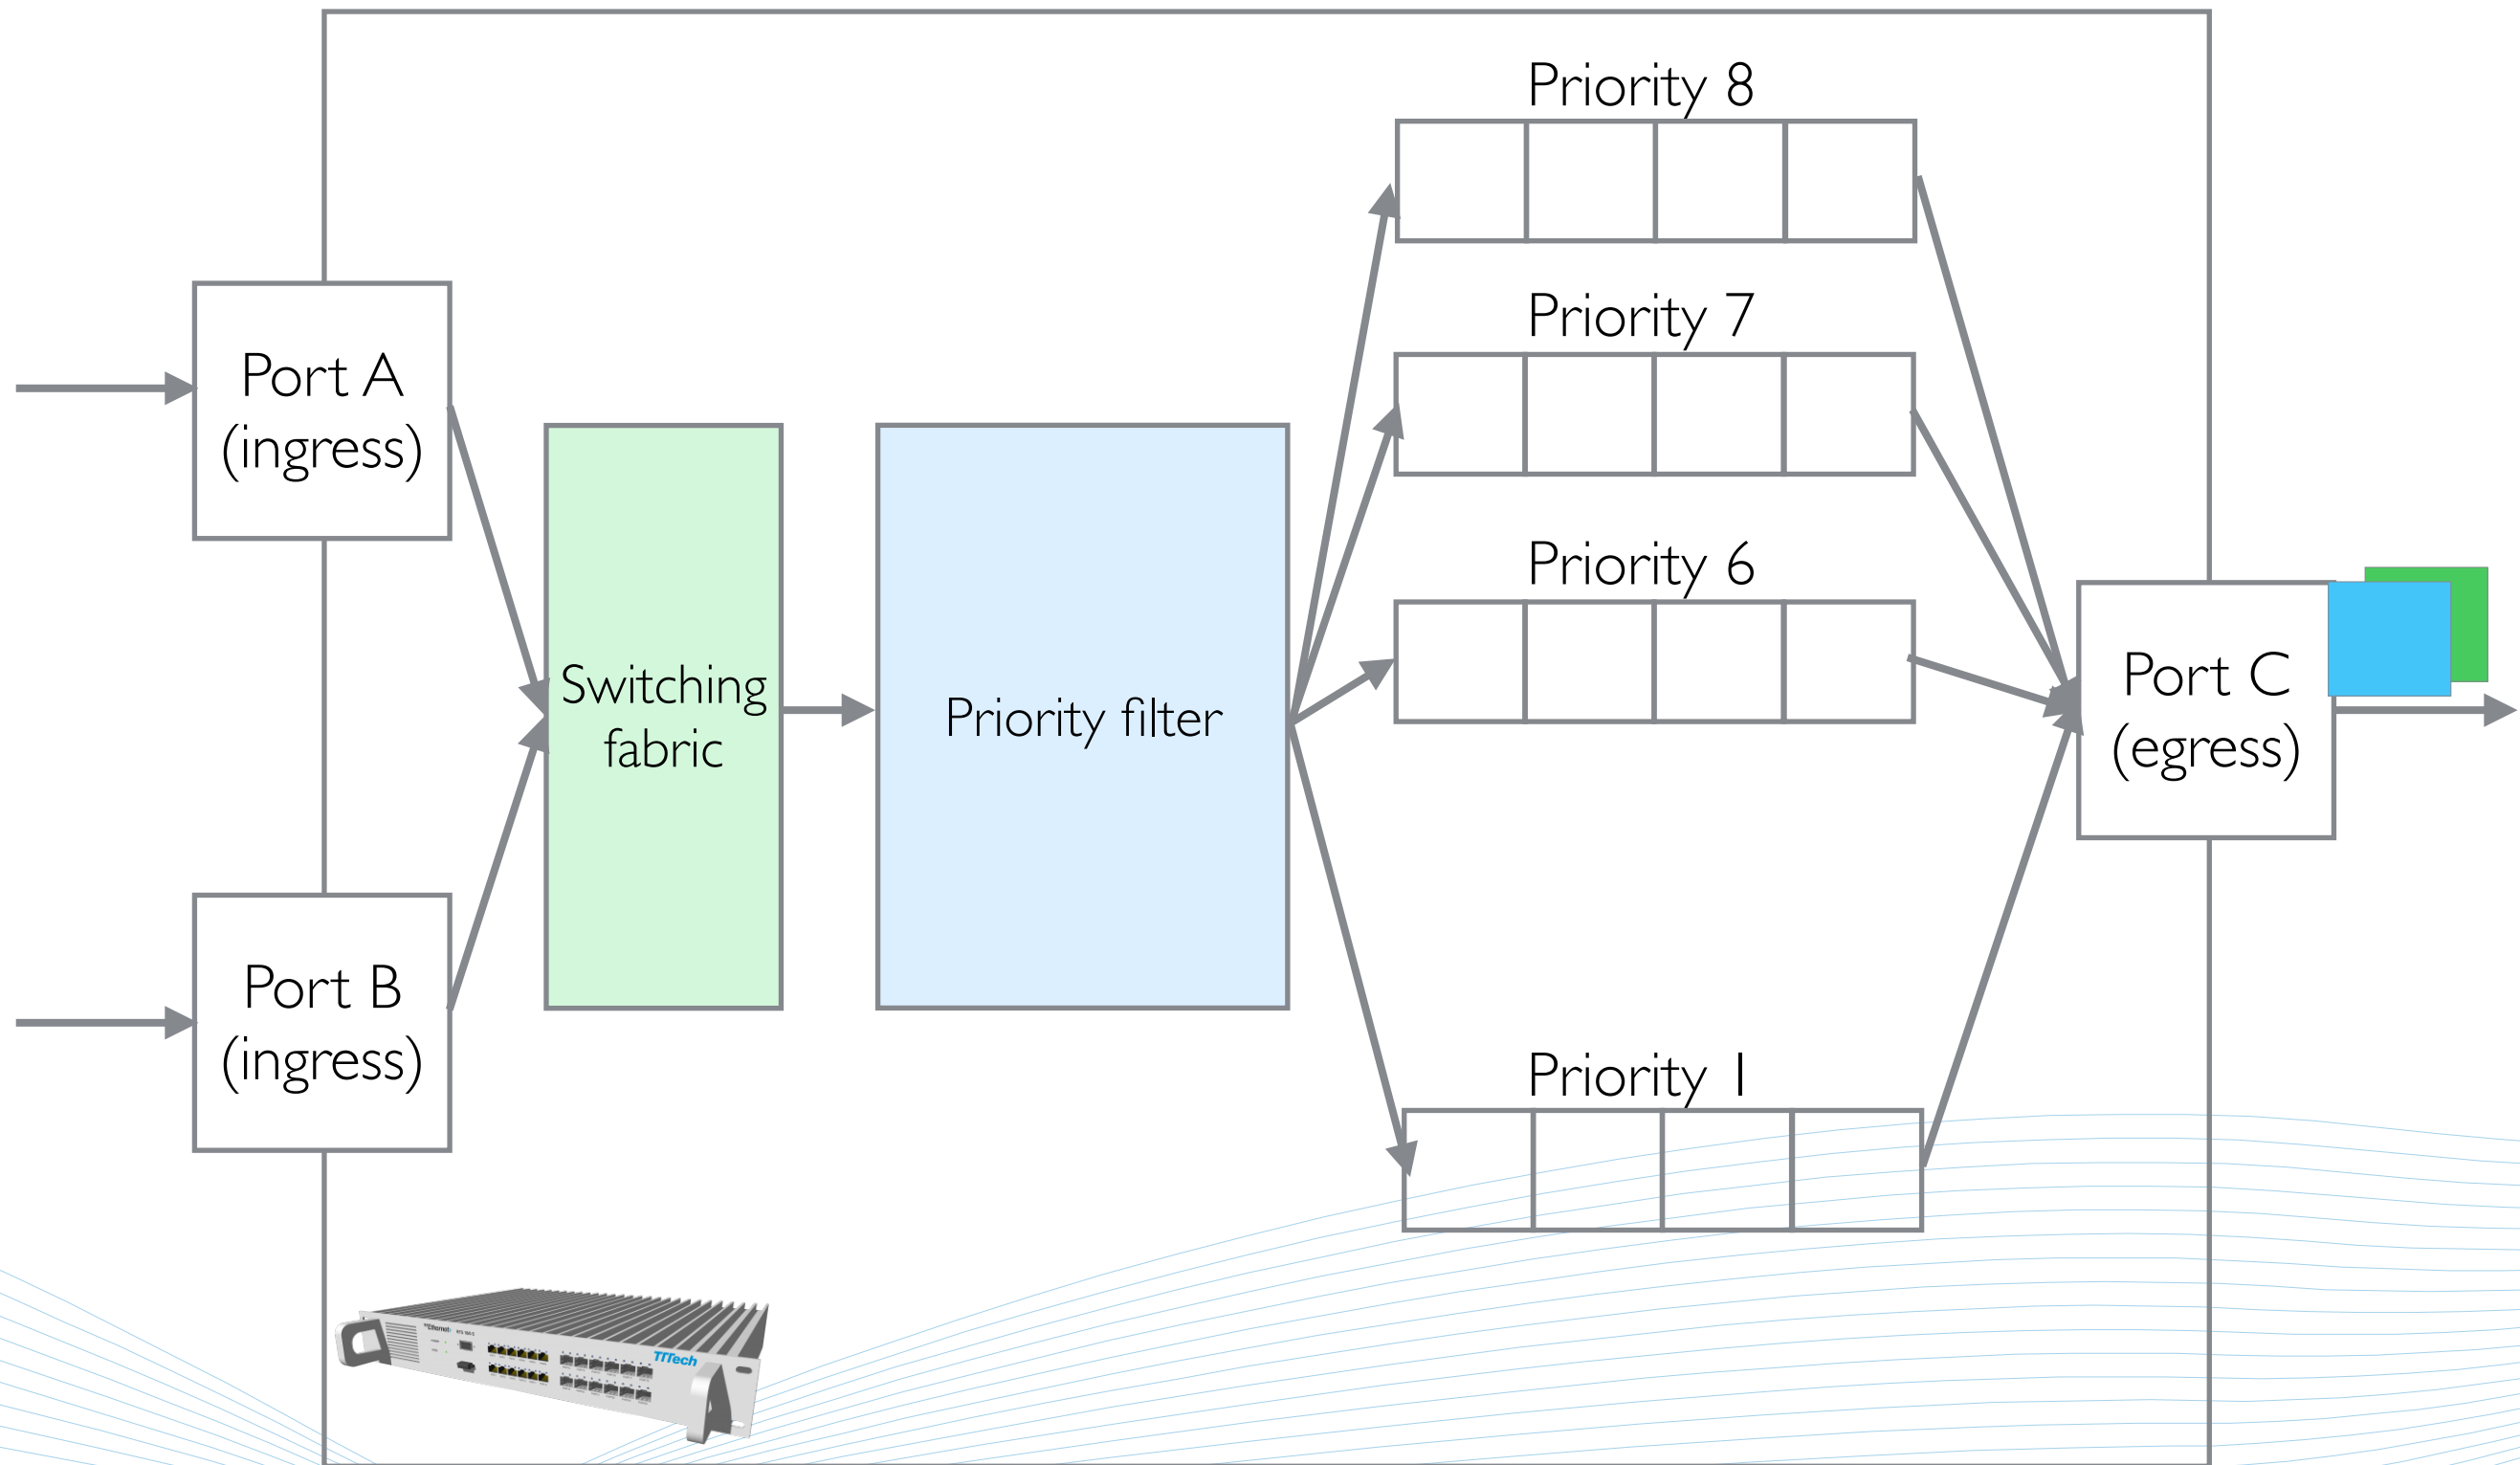 Priority 8
Priority 7
Port A
(ingress)
Priority 6
Switching
fabric
Priority filter
Port C
(egress)
Port B
(ingress)
Priority 1
TTTech